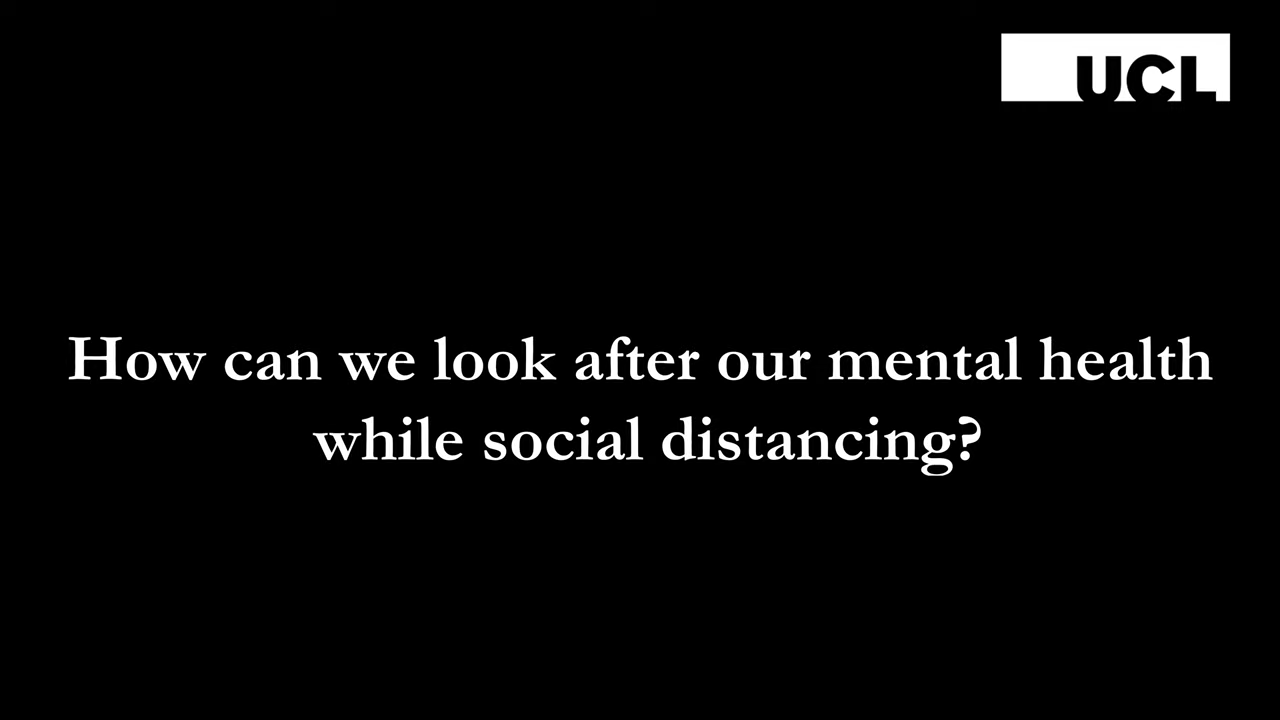 UCL
How can we look after our mental health
while social distancing?